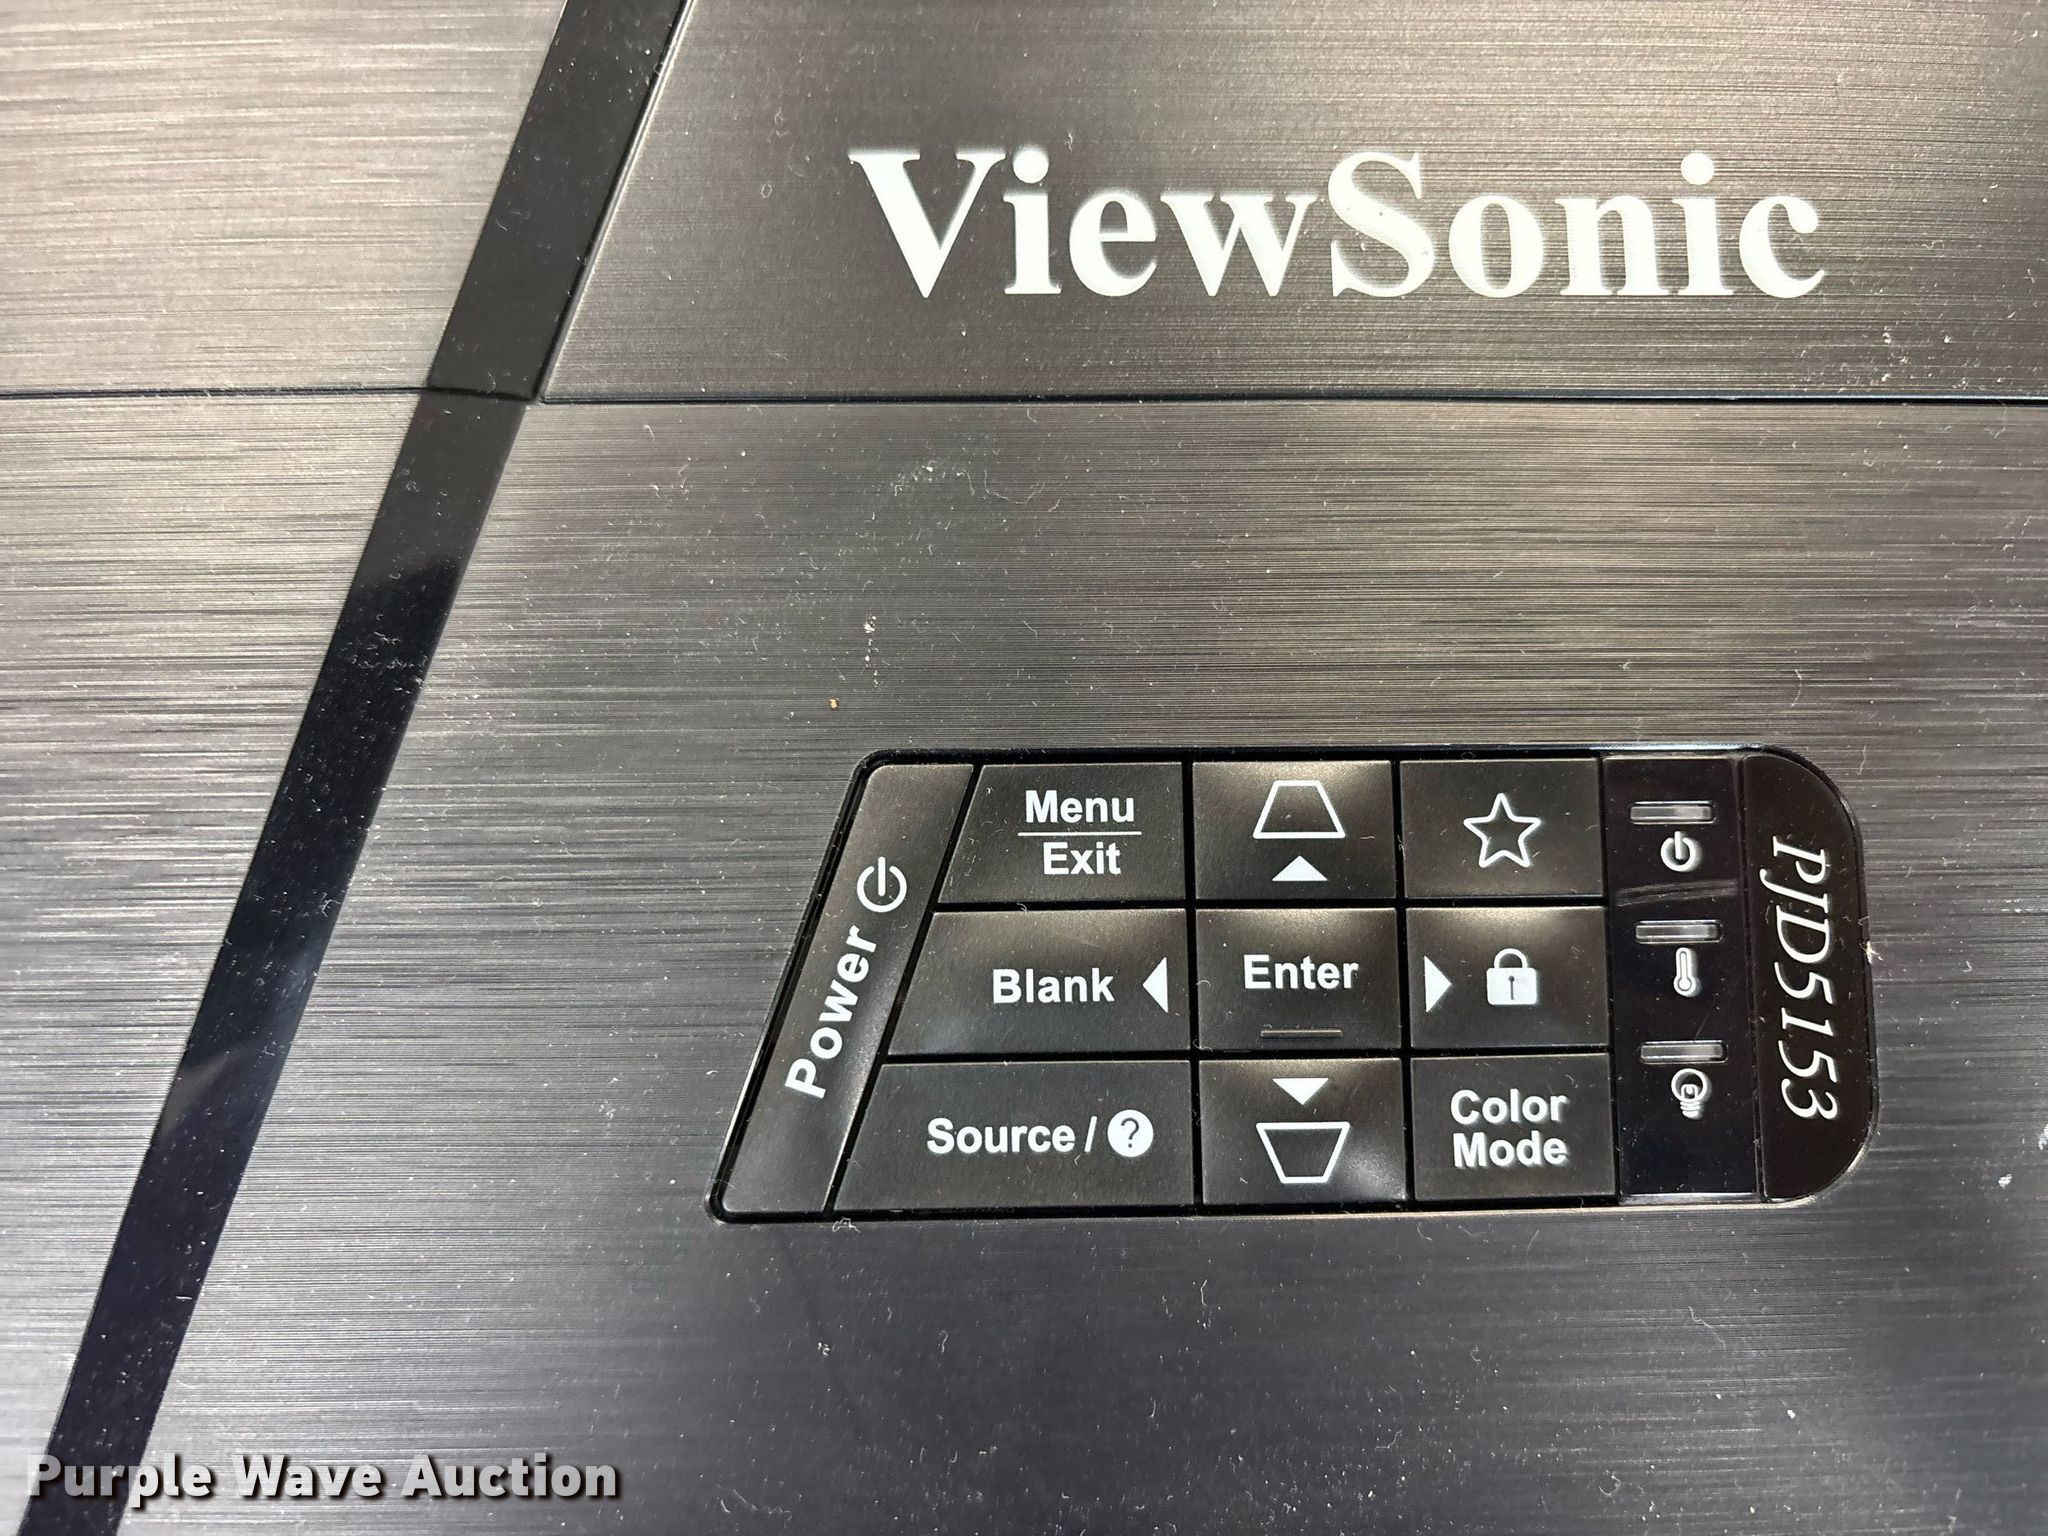 ViewSonic
Power
Menu
Exit
Blank
Enter
Source / ?
Color
Mode
PJD5153
Purple Wave Auction